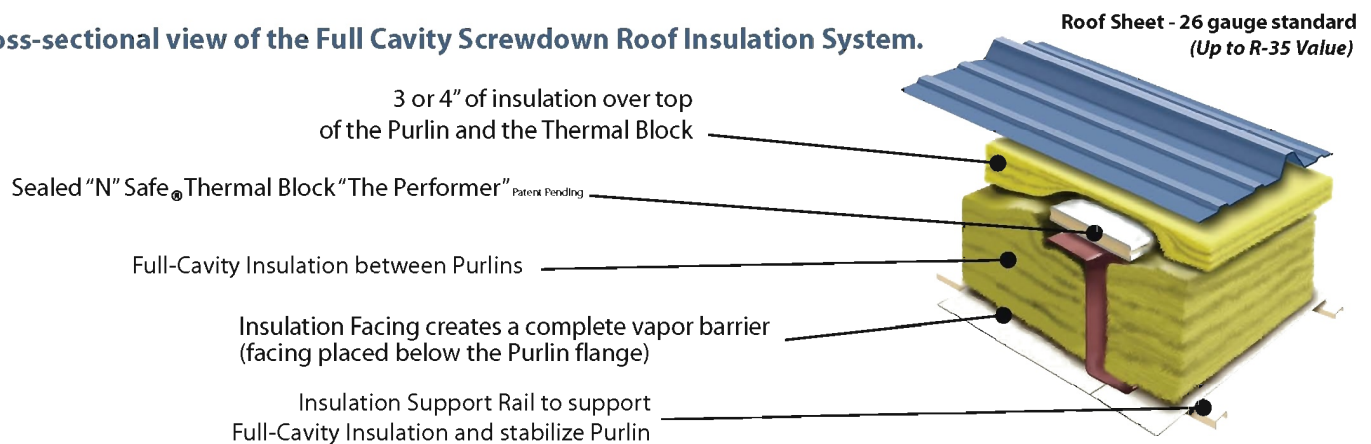 oss-sectional view of the Full Cavity Screwdown Roof Insulation System.
Roof Sheet - 26 gauge standard
(Up to R-35 Value)
3 or 4" of insulation over top
of the Purlin and the Thermal Block
Sealed "N" Safe® Thermal Block "The Performer" Patent Pending
Full-Cavity Insulation between Purlins
Insulation Facing creates a complete vapor barrier
(facing placed below the Purlin flange)
Insulation Support Rail to support
Full-Cavity Insulation and stabilize Purlin